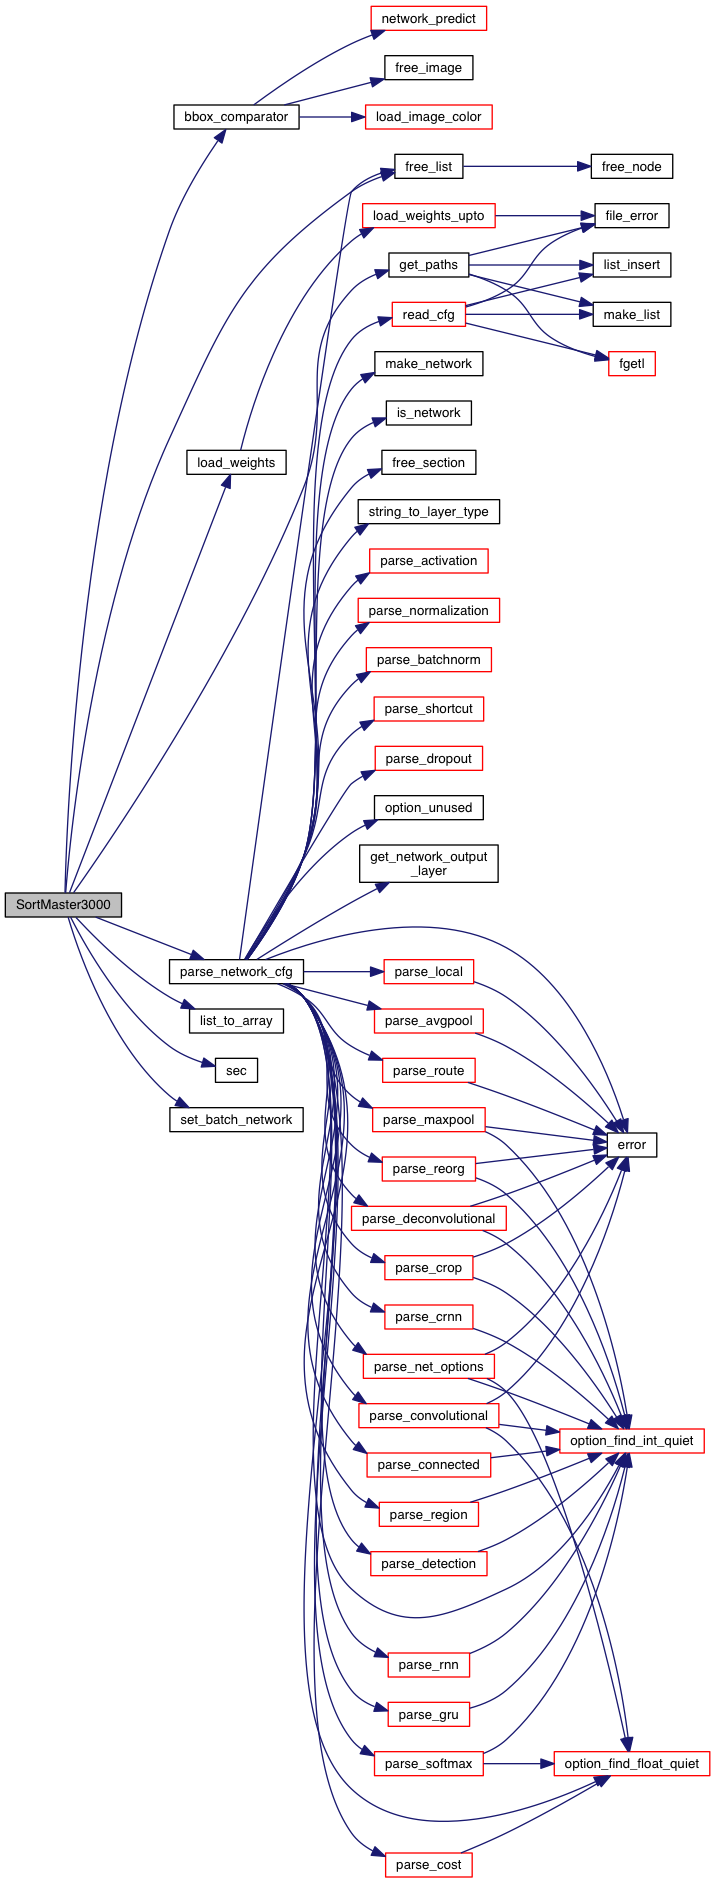 network_predict
free_image
bbox_comparator
load_image_color
free_list
free_node
load_weights_upto
file_error
get_paths
list_insert
read_cfg
make_list
make_network
fgetl
is_network
load_weights
free_section
string_to_layer_type
parse_activation
parse_normalization
parse_batchnorm
parse_shortcut
parse_dropout
option_unused
get_network_output
_layer
SortMaster3000
parse_network_cfg
parse_local
list_to_array
parse_avgpool
sec
parse_route
set_batch_network
parse_maxpool
error
parse_reorg
parse_deconvolutional
parse_crop
parse_crnn
parse_net_options
parse_convolutional
option_find_int_quiet
parse_connected
parse_region
parse_detection
parse_rnn
parse_gru
parse_softmax
option_find_float_quiet
parse_cost